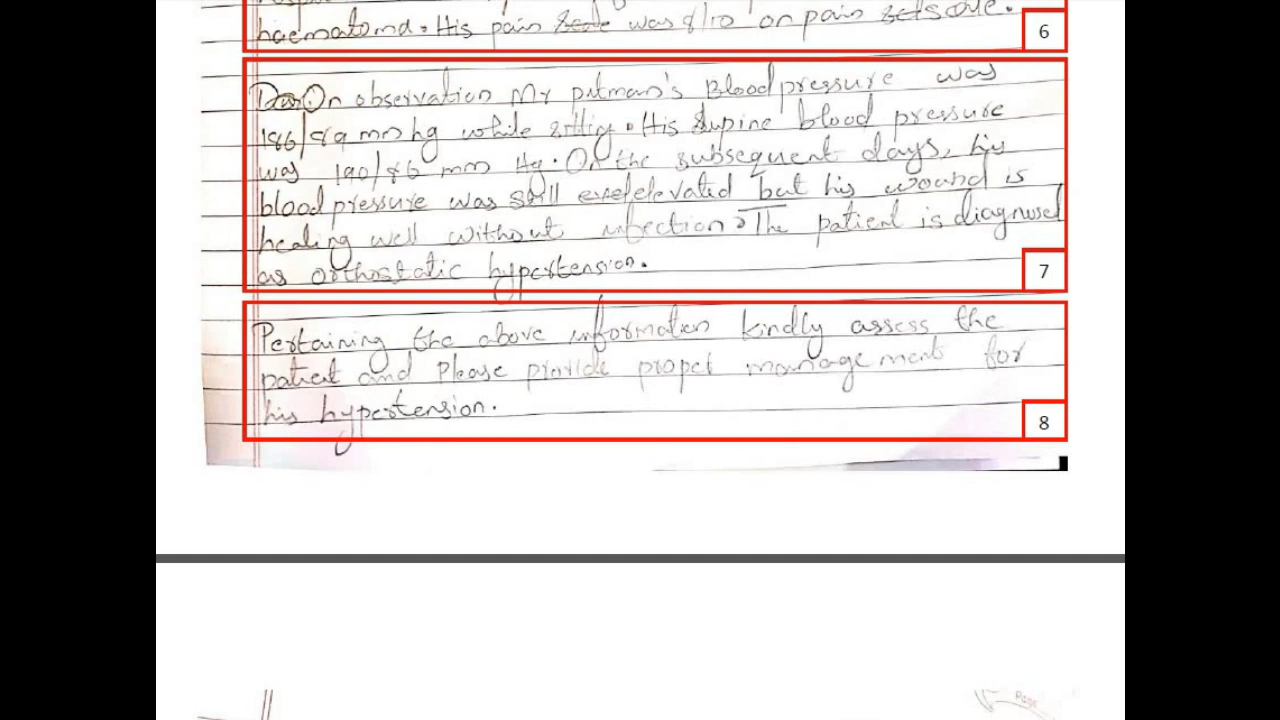 haematoma. His pain scale was 8/10 on pain
6
On observation Mr putman's Blood pressure was
186/89 mm hg while sitting. His supine blood pressure
was 190/86 mm Hg. On the subsequent days, his
blood pressure was still elevated but his wound is
healing well without infection. The patient is diagnosed
as orthostatic hypertension.
7
Pertaining the above information kindly assess the
patient and Please provide proper management for
his hypertension.
8
Page